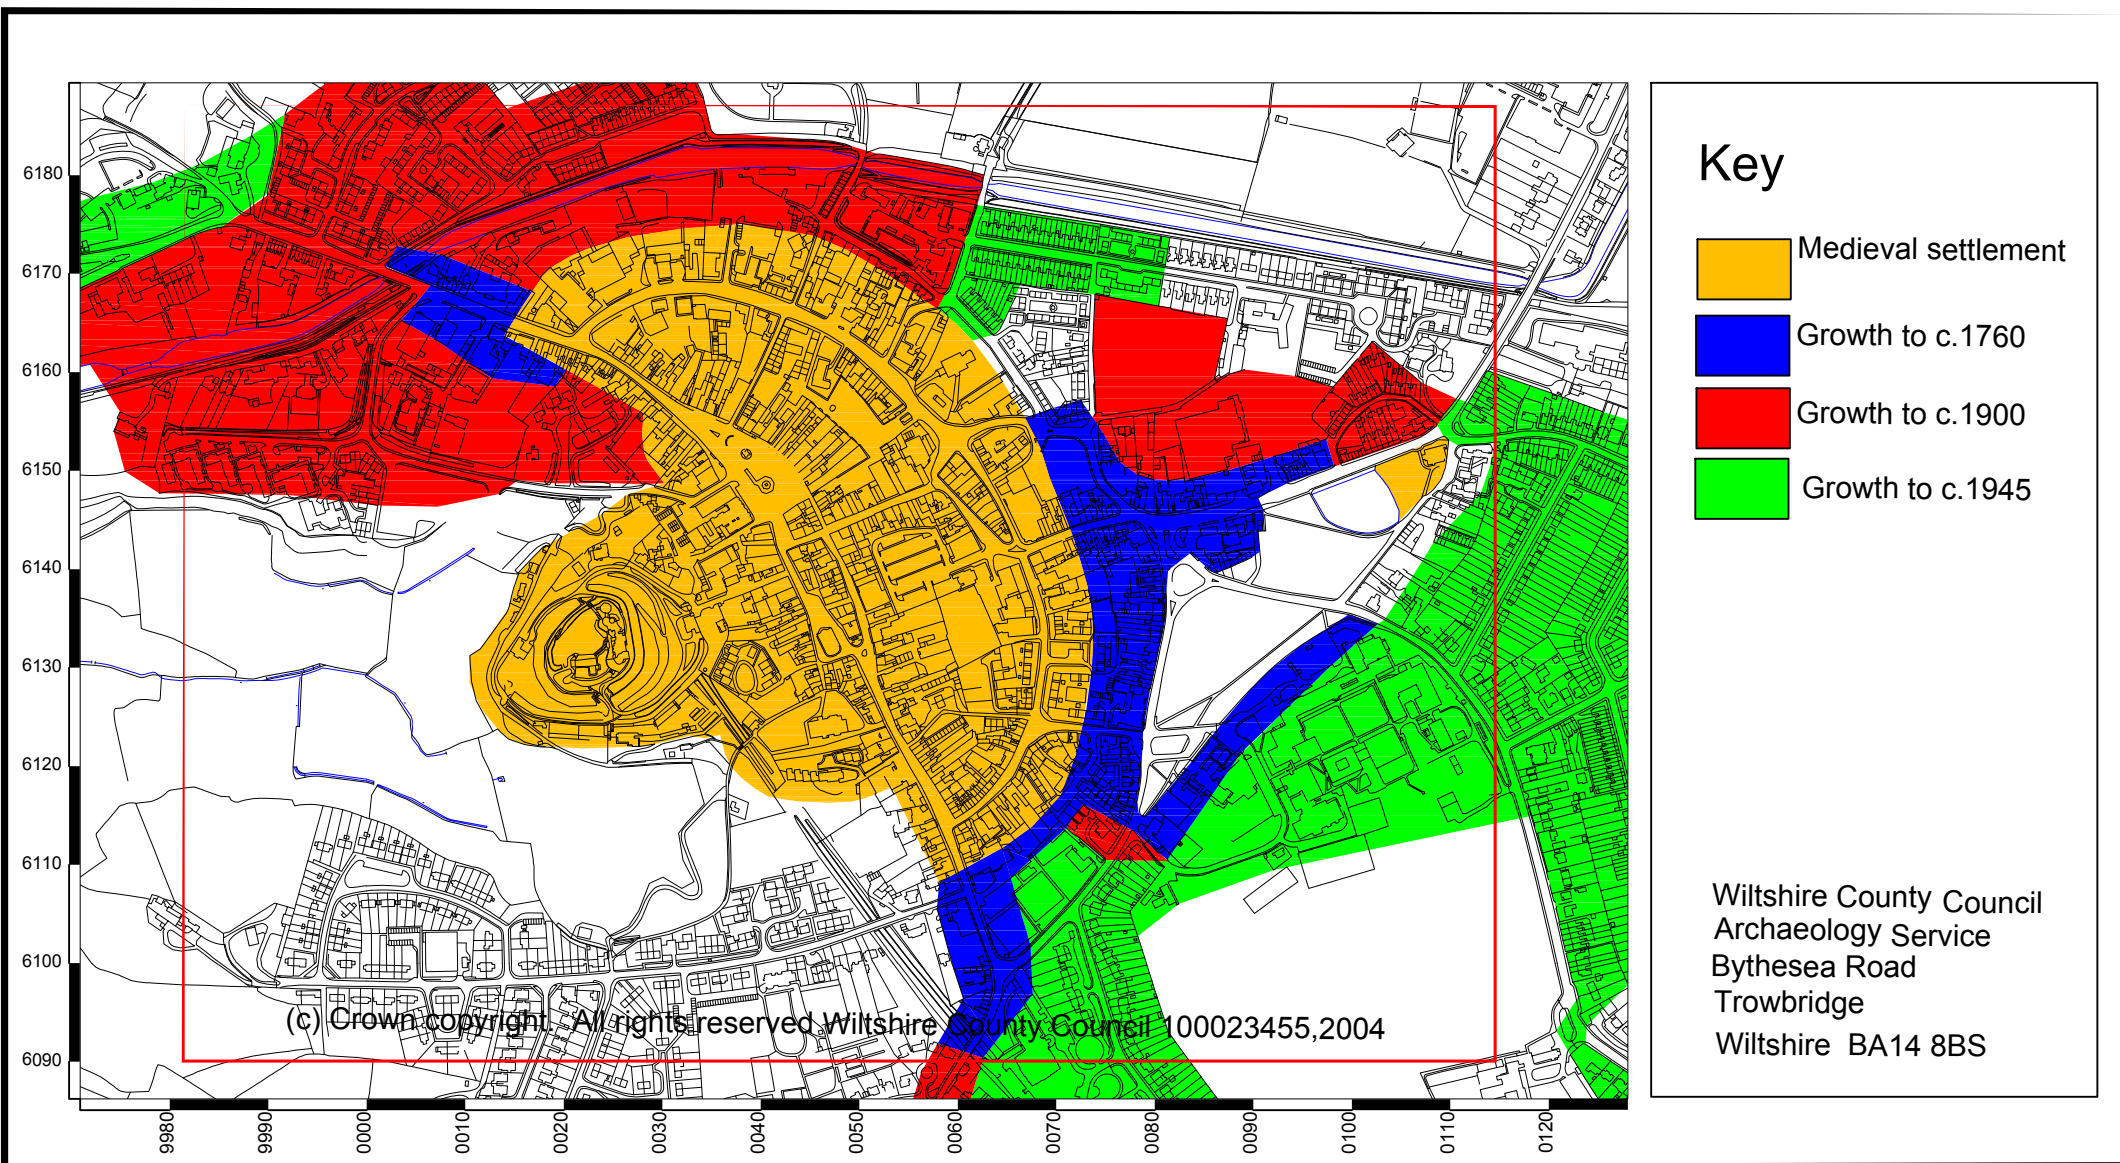 6180
6170
6160
6150
6140
6130
6120
6110
6100
6090
9980
9990
0000
0010
0020
0030
0040
0050
0060
0070
0080
0090
0100
0110
0120
(c) Crown copyright. All rights reserved Wiltshire County Council 100023455,2004
Key
Medieval settlement
Growth to c.1760
Growth to c.1900
Growth to c.1945
Wiltshire County Council
Archaeology Service
Bythesea Road
Trowbridge
Wiltshire BA14 8BS